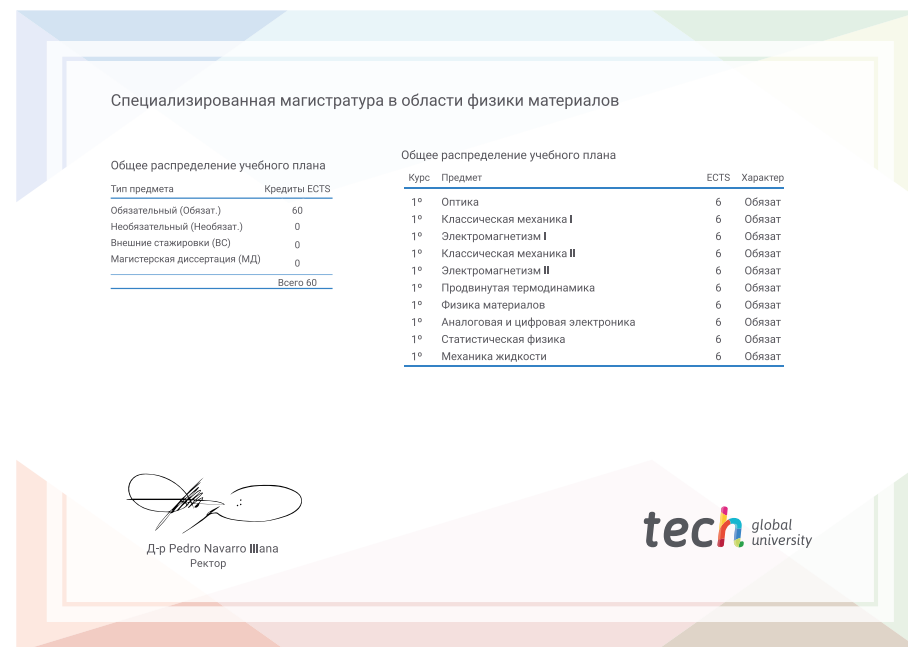 Специализированная магистратура в области физики материалов
Общее распределение учебного плана
Тип предмета Кредиты ECTS
Обязательный (Обязат.) 60
Необязательный (Необязат.) 0
Внешние стажировки (ВС) 0
Магистерская диссертация (МД) 0
Всего 60
Общее распределение учебного плана
Курс Предмет ECTS Характер
1º Оптика 6 Обязат
1º Классическая механика I 6 Обязат
1º Электромагнетизм I 6 Обязат
1º Классическая механика II 6 Обязат
1º Электромагнетизм II 6 Обязат
1º Продвинутая термодинамика 6 Обязат
1º Физика материалов 6 Обязат
1º Аналоговая и цифровая электроника 6 Обязат
1º Статистическая физика 6 Обязат
1º Механика жидкости 6 Обязат
Д-р Pedro Navarro Illana
Ректор
tech global
university